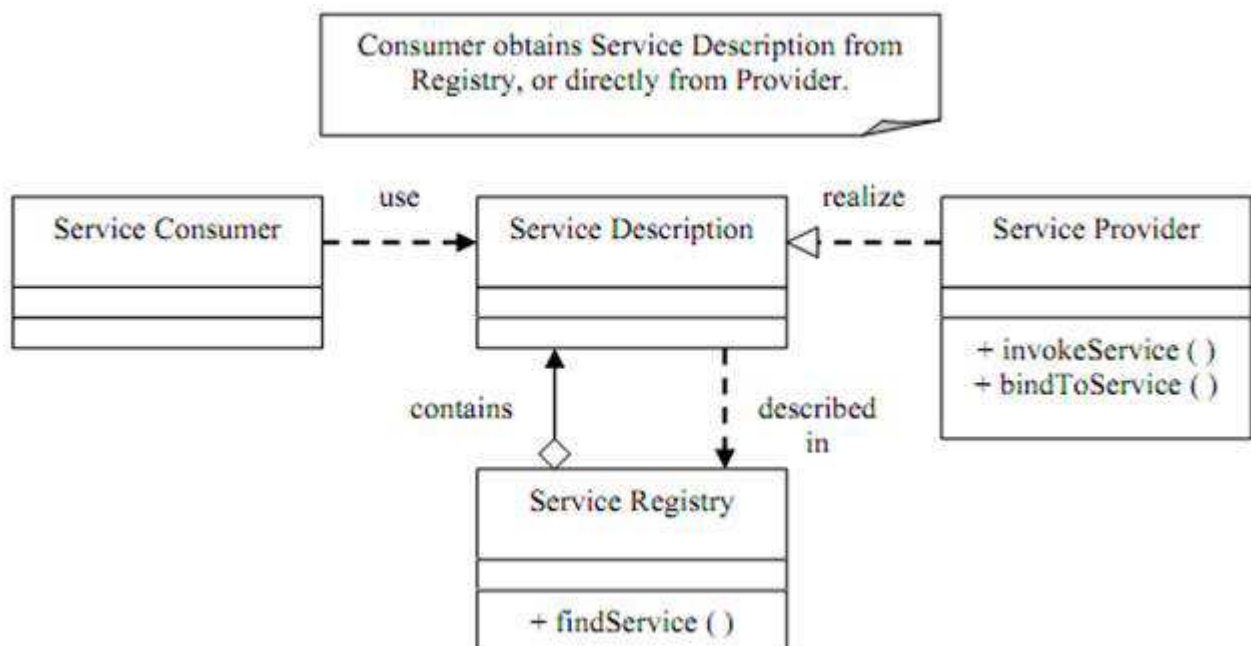 Consumer obtains Service Description from
Registry, or directly from Provider.
use
realize
Service Consumer
Service Description
Service Provider
+ invokeService ( )
+ bindToService ( )
contains
described
in
Service Registry
+ findService ( )